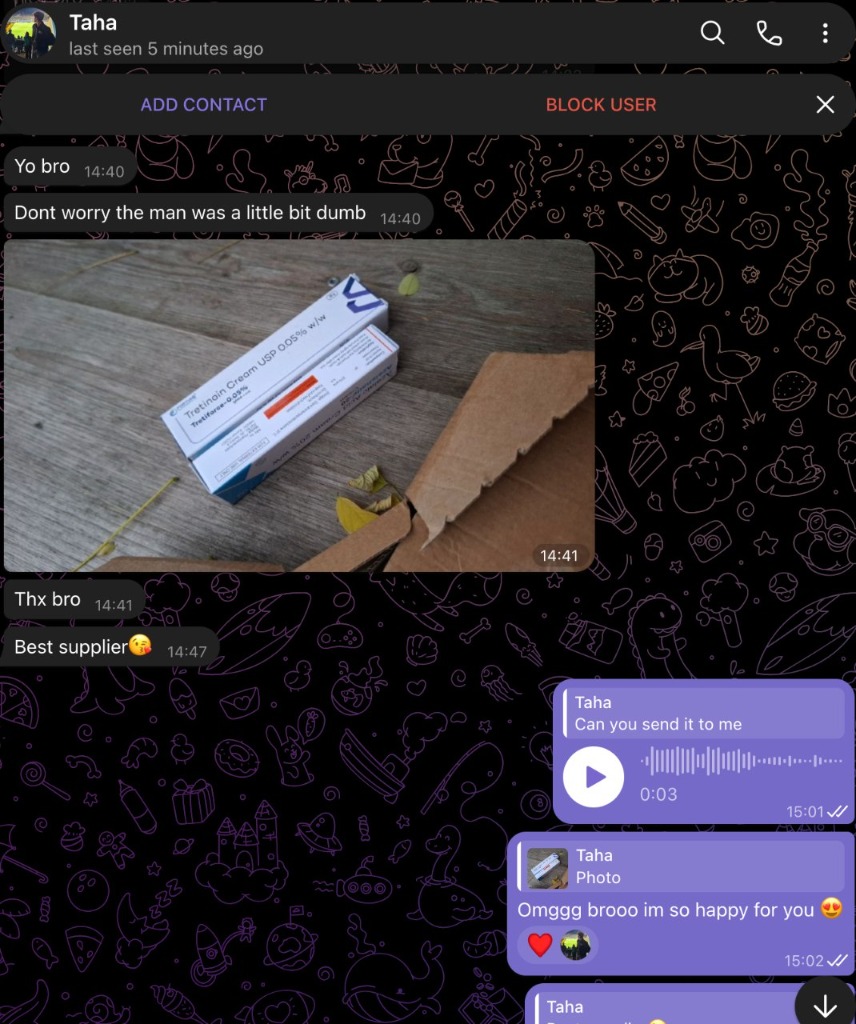 Taha
last seen 5 minutes ago
ADD CONTACT
BLOCK USER
Yo bro 14:40
Dont worry the man was a little bit dumb 14:40
Tretinoin Cream USP 0.05% w/w
Tretiforce-0.05%
14:41
Thx bro 14:41
Best supplier😘 14:47
Taha
Can you send it to me
0:03
15:01
Taha
Photo
Omggg brooo im so happy for you 😍
❤️
15:02
Taha